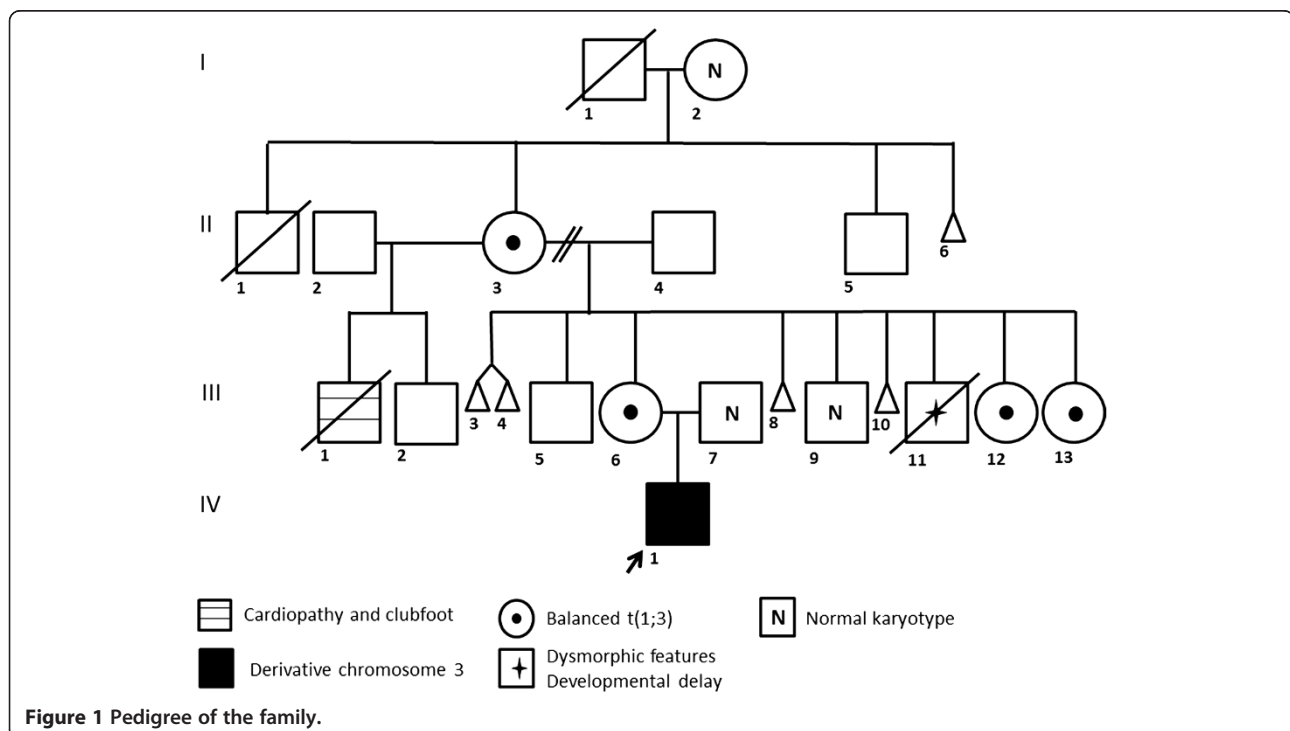 I
N
1 2
II
1 2 3 4 5 6
III
N N
1 2 3 4 5 6 7 8 9 10 11 12 13
IV
1
Cardiopathy and clubfoot Balanced t(1;3) N Normal karyotype
Derivative chromosome 3 Dysmorphic features
Developmental delay
Figure 1 Pedigree of the family.